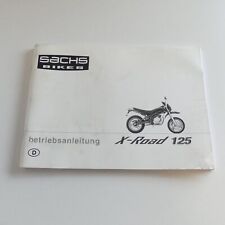 SACHS
BIKES
betriebsanleitung
X-Road 125
D